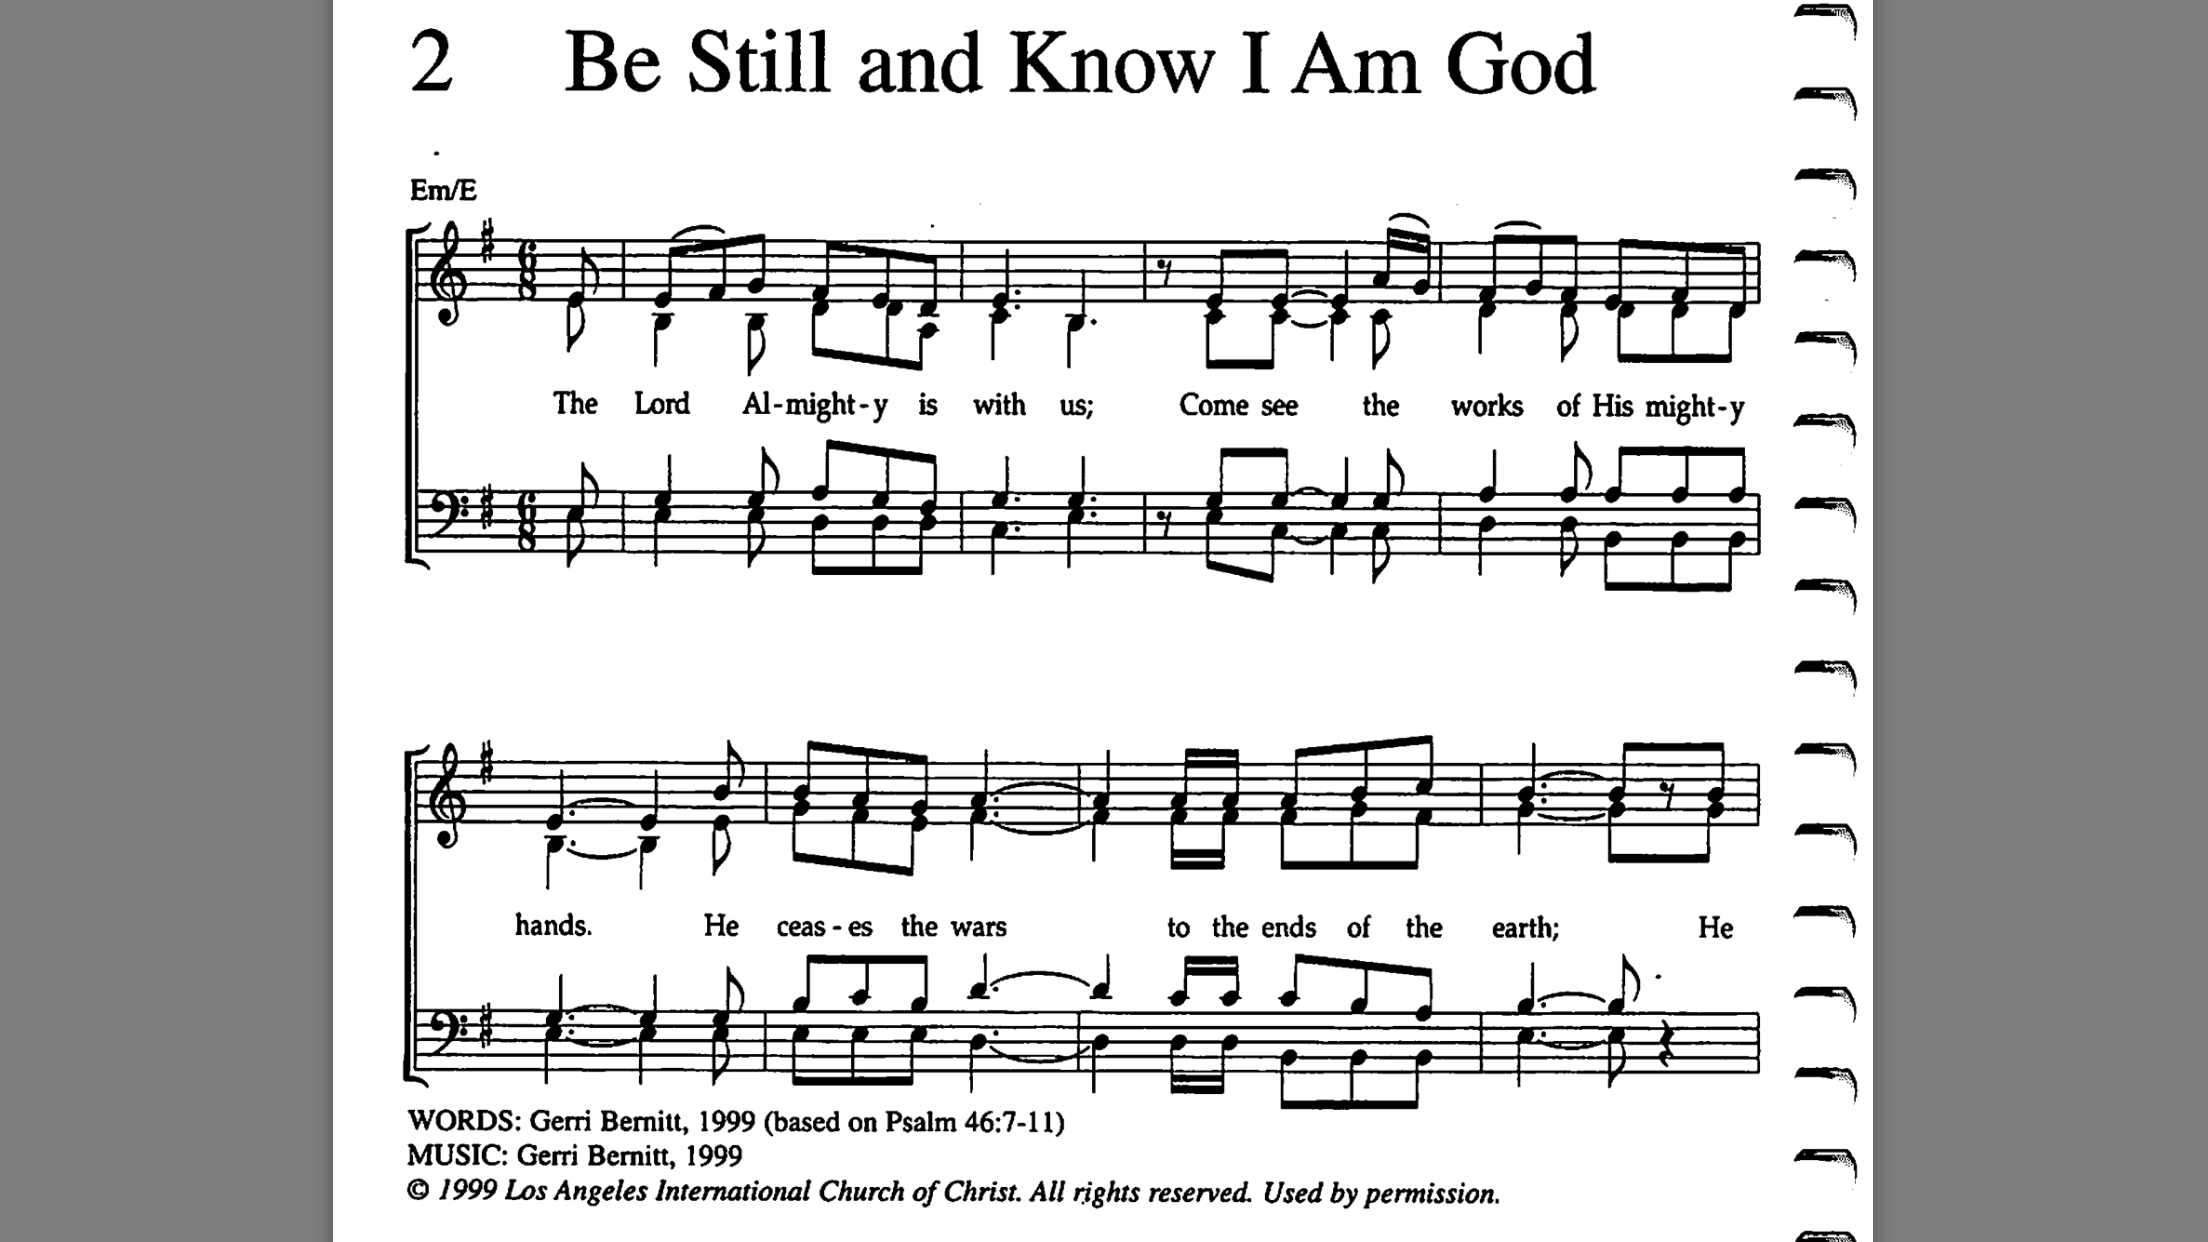 2 Be Still and Know I Am God
Em/E
The Lord Al-might-y is with us; Come see the works of His might-y
hands. He ceas-es the wars to the ends of the earth; He
WORDS: Gerri Bernitt, 1999 (based on Psalm 46:7-11)
MUSIC: Gerri Bernitt, 1999
© 1999 Los Angeles International Church of Christ. All rights reserved. Used by permission.